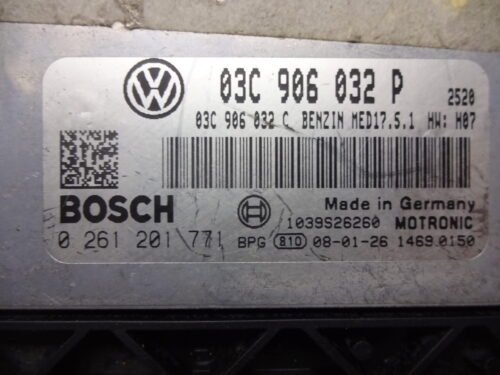 03C 906 032 P 2520
03C 906 032 C BENZIN MED17.5.1 HW: H07
BOSCH
Made in Germany
1039S26260 MOTRONIC
0 261 201 771 BPG 810 08-01-26 1469.0150